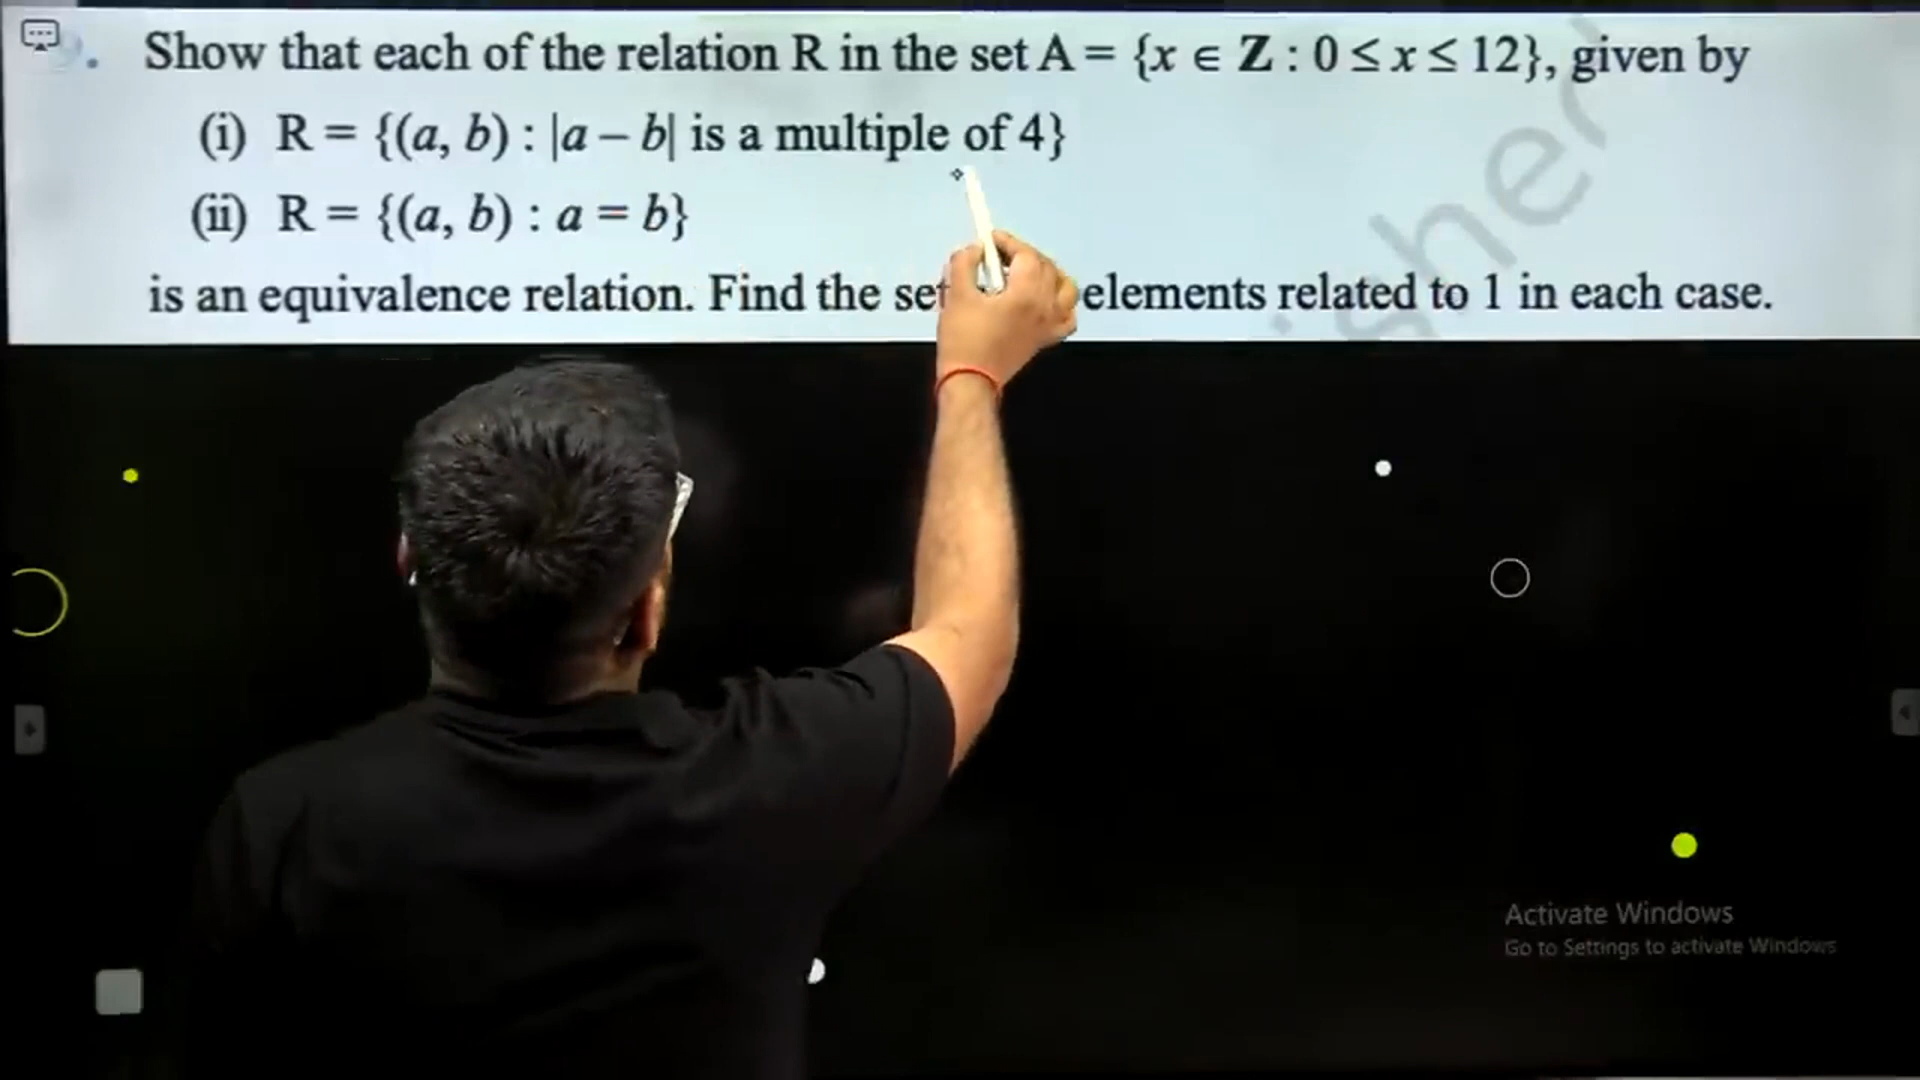 . Show that each of the relation R in the set A = {x ∈ Z : 0 ≤ x ≤ 12}, given by
(i) R = {(a, b) : |a – b| is a multiple of 4}
(ii) R = {(a, b) : a = b}
is an equivalence relation. Find the set elements related to 1 in each case.
Activate Windows
Go to Settings to activate Windows